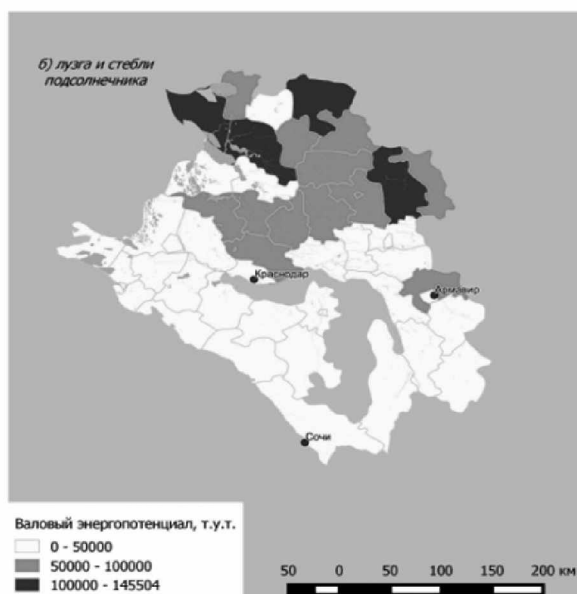 б) лузга и стебли
подсолнечника
Краснодар
Армавир
Сочи
Валовый энергопотенциал, т.у.т.
0 - 50000
50000 - 100000
100000 - 145504
50 0 50 100 150 200 км